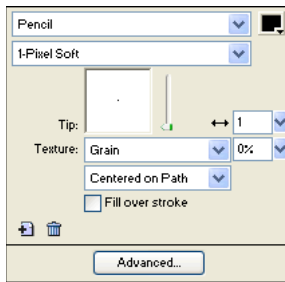 Pencil
1-Pixel Soft
Tip:
1
Texture: Grain 0%
Centered on Path
Fill over stroke
Advanced...